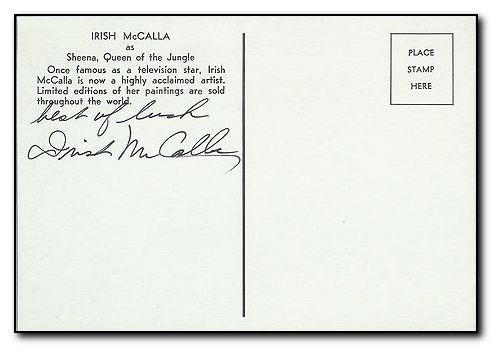 IRISH McCALLA
as
Sheena, Queen of the Jungle
Once famous as a television star, Irish
McCalla is now a highly acclaimed artist.
Limited editions of her paintings are sold
throughout the world.
best of luck
Irish McCalla
PLACE
STAMP
HERE